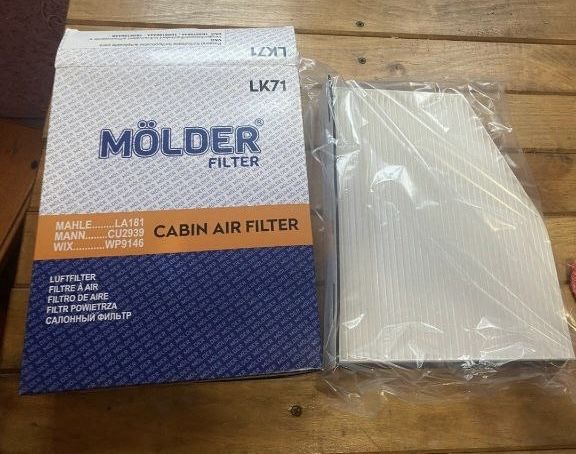 LK71
LK71
MÖLDER®
FILTER
MAHLE........LA181
MANN........CU2939
WIX...........WP9146
CABIN AIR FILTER
LUFTFILTER
FILTRE À AIR
FILTRO DE AIRE
FILTR POWIETRZA
САЛОННЫЙ ФИЛЬТР